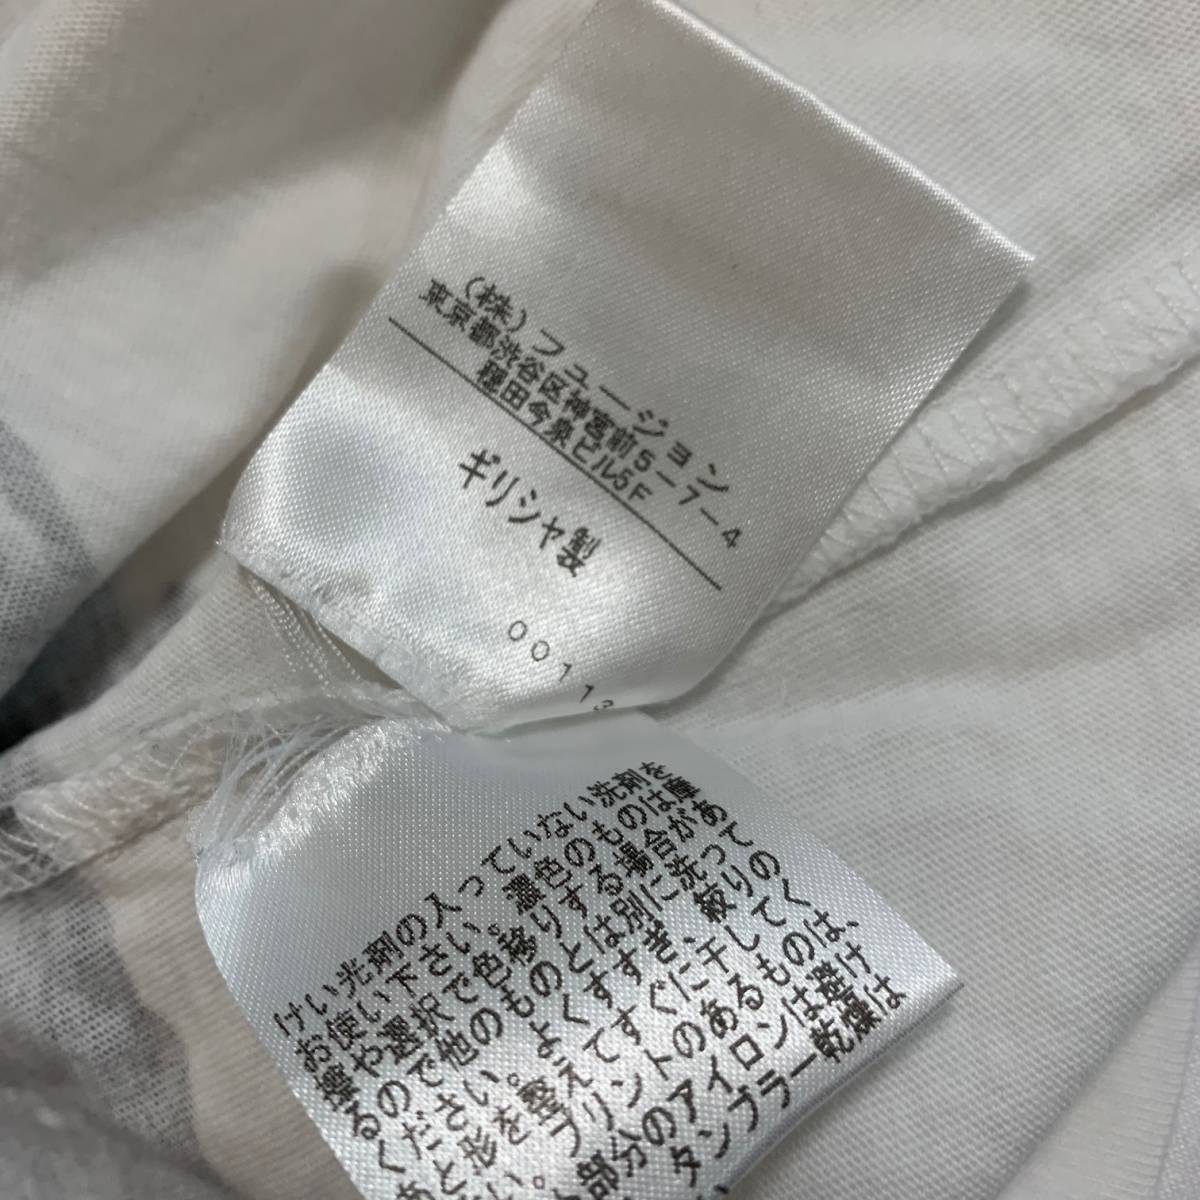 (株)フュージョン
東京都渋谷区神宮前5-7-4
穏田今泉ビル5F
ギリシャ製
00113
けい光剤の入っていない洗剤を
お使い下さい。濃色のものは摩
擦や選択で色移りする場合があ
るので他のものとは別に洗って
ください。よくすすぎ、絞りの
あと形を整えてすぐに干して
い。プリントのあるものは、
ト部分のアイロンは避け
タンブラー乾燥は